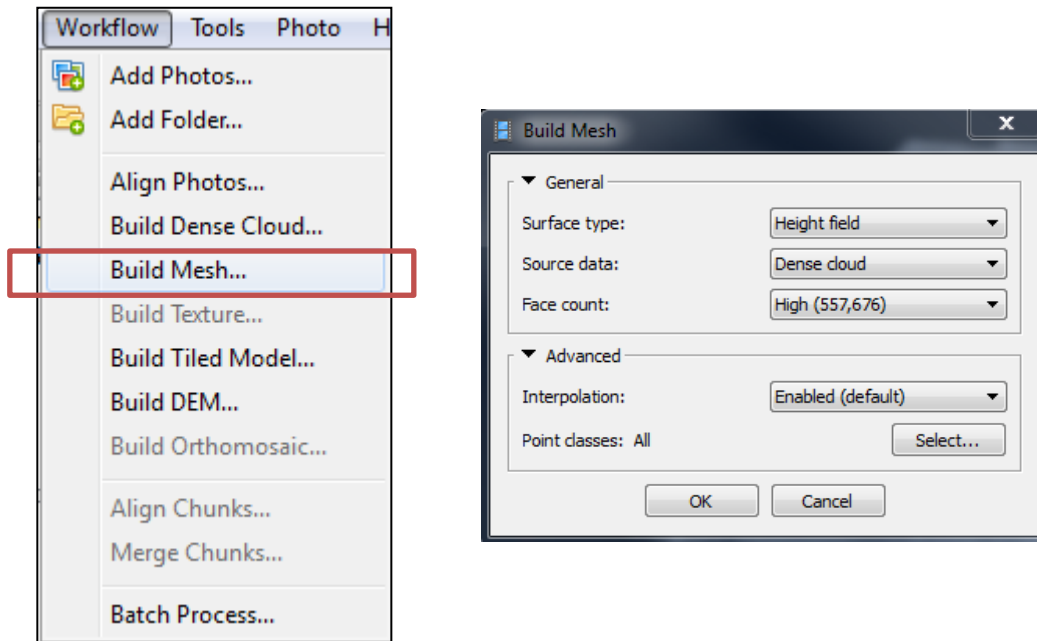 Workflow Tools Photo H
Add Photos...
Add Folder...
Align Photos...
Build Dense Cloud...
Build Mesh...
Build Texture...
Build Tiled Model...
Build DEM...
Build Orthomosaic...
Align Chunks...
Merge Chunks...
Batch Process...
Build Mesh
General
Surface type: Height field
Source data: Dense cloud
Face count: High (557,676)
Advanced
Interpolation: Enabled (default)
Point classes: All Select...
OK Cancel